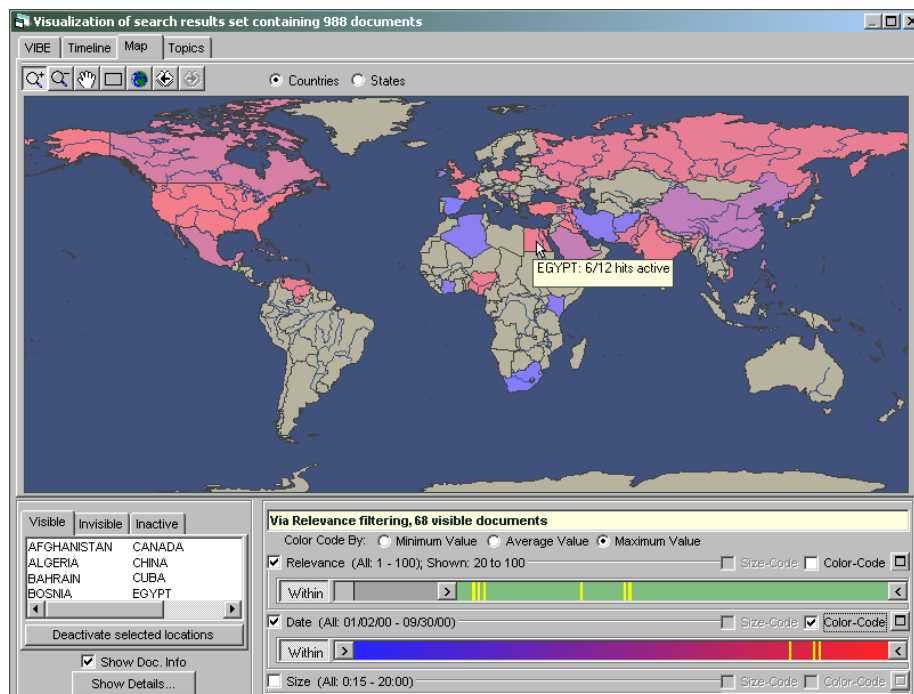 Visualization of search results set containing 988 documents
VIBE Timeline Map Topics
Countries States
EGYPT: 6/12 hits active
Visible Invisible Inactive
AFGHANISTAN CANADA
ALGERIA CHINA
BAHRAIN CUBA
BOSNIA EGYPT
Deactivate selected locations
Show Doc. Info
Show Details...
Via Relevance filtering, 68 visible documents
Color Code By: Minimum Value Average Value Maximum Value
Relevance (All: 1 - 100); Shown: 20 to 100 Size-Code Color-Code
Within > <
Date (All: 01/02/00 - 09/30/00) Size-Code Color-Code
Within > <
Size (All: 0:15 - 20:00) Size-Code Color-Code